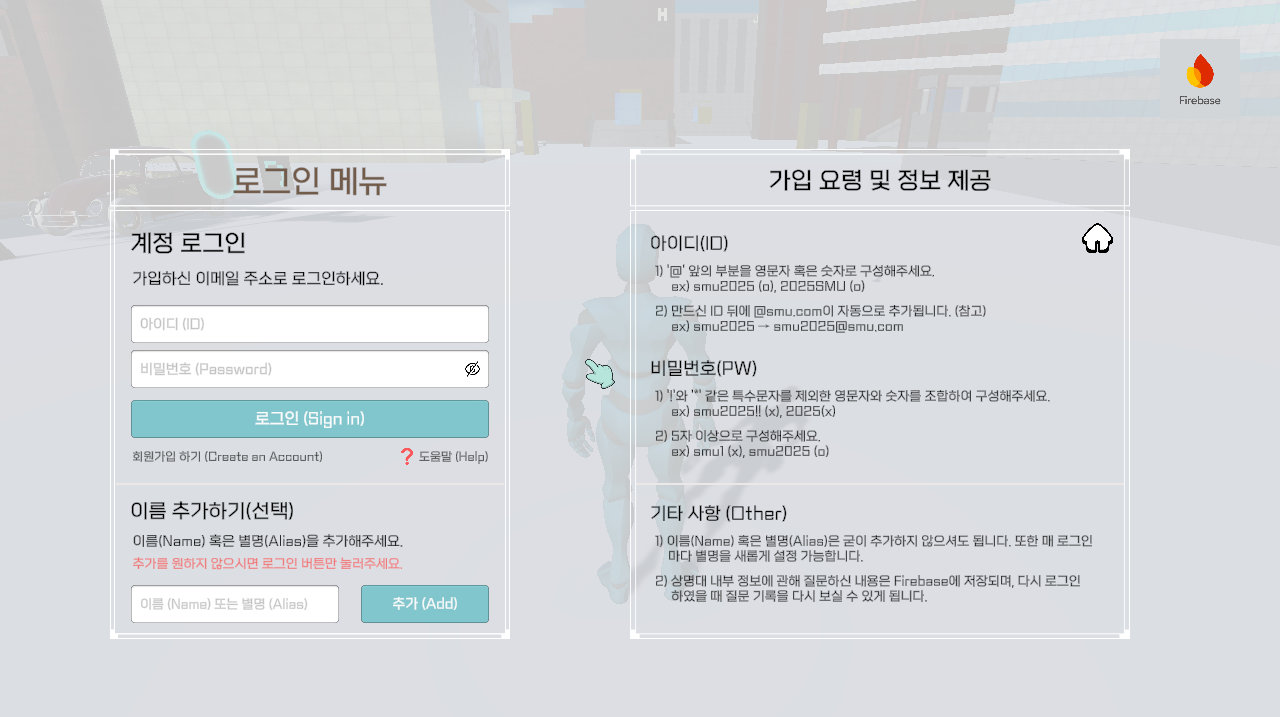 H
Firebase
로그인 메뉴
계정 로그인
가입하신 이메일 주소로 로그인하세요.
아이디 (ID)
비밀번호 (Password)
로그인 (Sign in)
회원가입 하기 (Create an Account)
❓ 도움말 (Help)
이름 추가하기(선택)
이름(Name) 혹은 별명(Alias)을 추가해주세요.
추가를 원하지 않으시면 로그인 버튼만 눌러주세요.
이름 (Name) 또는 별명 (Alias)
추가 (Add)
가입 요령 및 정보 제공
아이디(ID)
1) '@' 앞의 부분을 영문자 혹은 숫자로 구성해주세요.
ex) smu2025 (o), 2025SMU (o)
2) 만드신 ID 뒤에 @smu.com이 자동으로 추가됩니다. (참고)
ex) smu2025 → smu2025@smu.com
비밀번호(PW)
1) '!'와 '*' 같은 특수문자를 제외한 영문자와 숫자를 조합하여 구성해주세요.
ex) smu2025!! (x), 2025(x)
2) 5자 이상으로 구성해주세요.
ex) smu1 (x), smu2025 (o)
기타 사항 (Other)
1) 이름(Name) 혹은 별명(Alias)은 굳이 추가하지 않으셔도 됩니다. 또한 매 로그인
마다 별명을 새롭게 설정 가능합니다.
2) 상명대 내부 정보에 관해 질문하신 내용은 Firebase에 저장되며, 다시 로그인
하였을 때 질문 기록을 다시 보실 수 있게 됩니다.